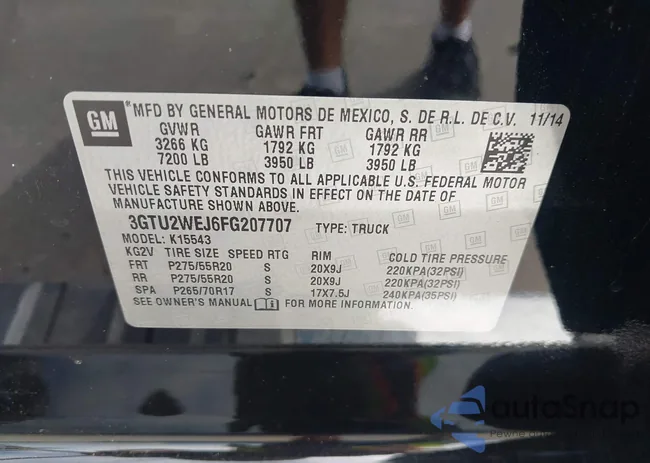 GM
MFD BY GENERAL MOTORS DE MEXICO, S. DE R.L. DE C.V. 11/14
GVWR GAWR FRT GAWR RR
3266 KG 1792 KG 1792 KG
7200 LB 3950 LB 3950 LB
THIS VEHICLE CONFORMS TO ALL APPLICABLE U.S. FEDERAL MOTOR
VEHICLE SAFETY STANDARDS IN EFFECT ON THE DATE OF
MANUFACTURE SHOWN ABOVE.
3GTU2WEJ6FG207707 TYPE: TRUCK
MODEL: K15543
KG2V TIRE SIZE SPEED RTG RIM COLD TIRE PRESSURE
FRT P275/55R20 S 20X9J 220KPA(32PSI)
RR P275/55R20 S 20X9J 220KPA(32PSI)
SPA P265/70R17 S 17X7.5J 240KPA(35PSI)
SEE OWNER'S MANUAL FOR MORE INFORMATION.
autoSnap
Pewne